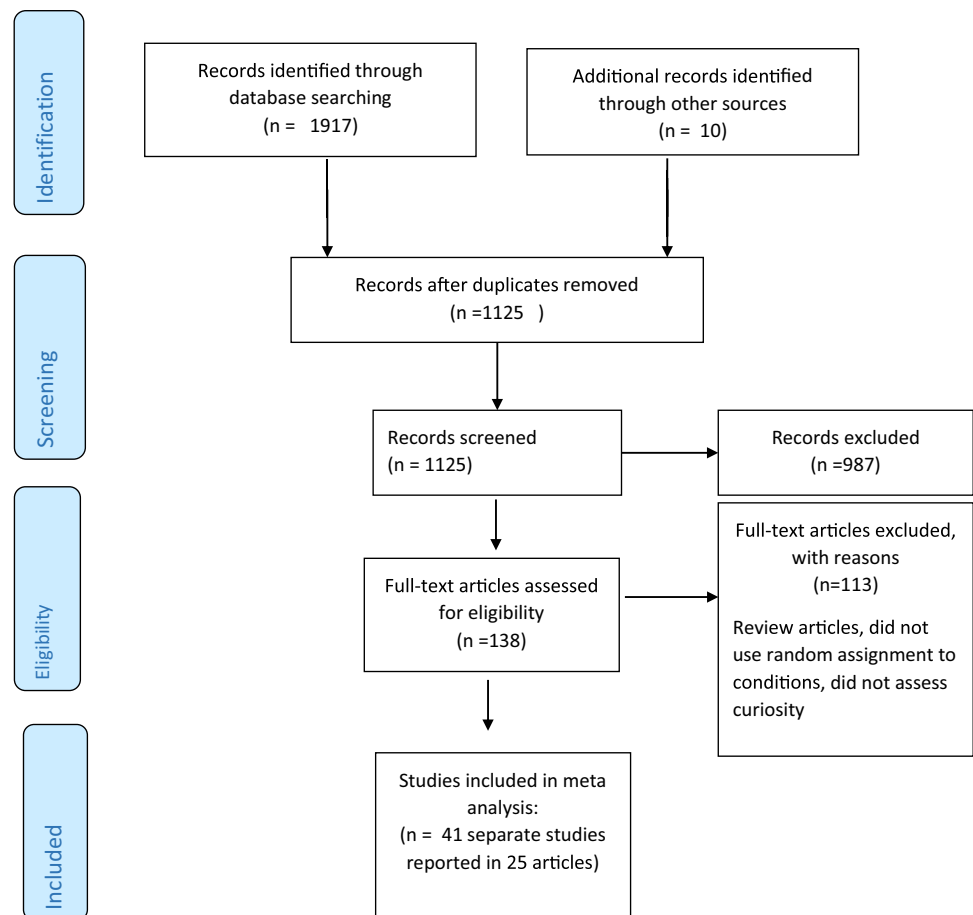 Identification
Records identified through
database searching
(n =   1917)
Additional records identified
through other sources
(n =  10)
Screening
Records after duplicates removed
(n =1125   )
Records screened
(n = 1125)
Records excluded
(n =987)
Eligibility
Full-text articles assessed
for eligibility
(n =138)
Full-text articles excluded,
with reasons
(n=113)
Review articles, did not
use random assignment to
conditions, did not assess
curiosity
Included
Studies included in meta
analysis:
(n =  41 separate studies
reported in 25 articles)